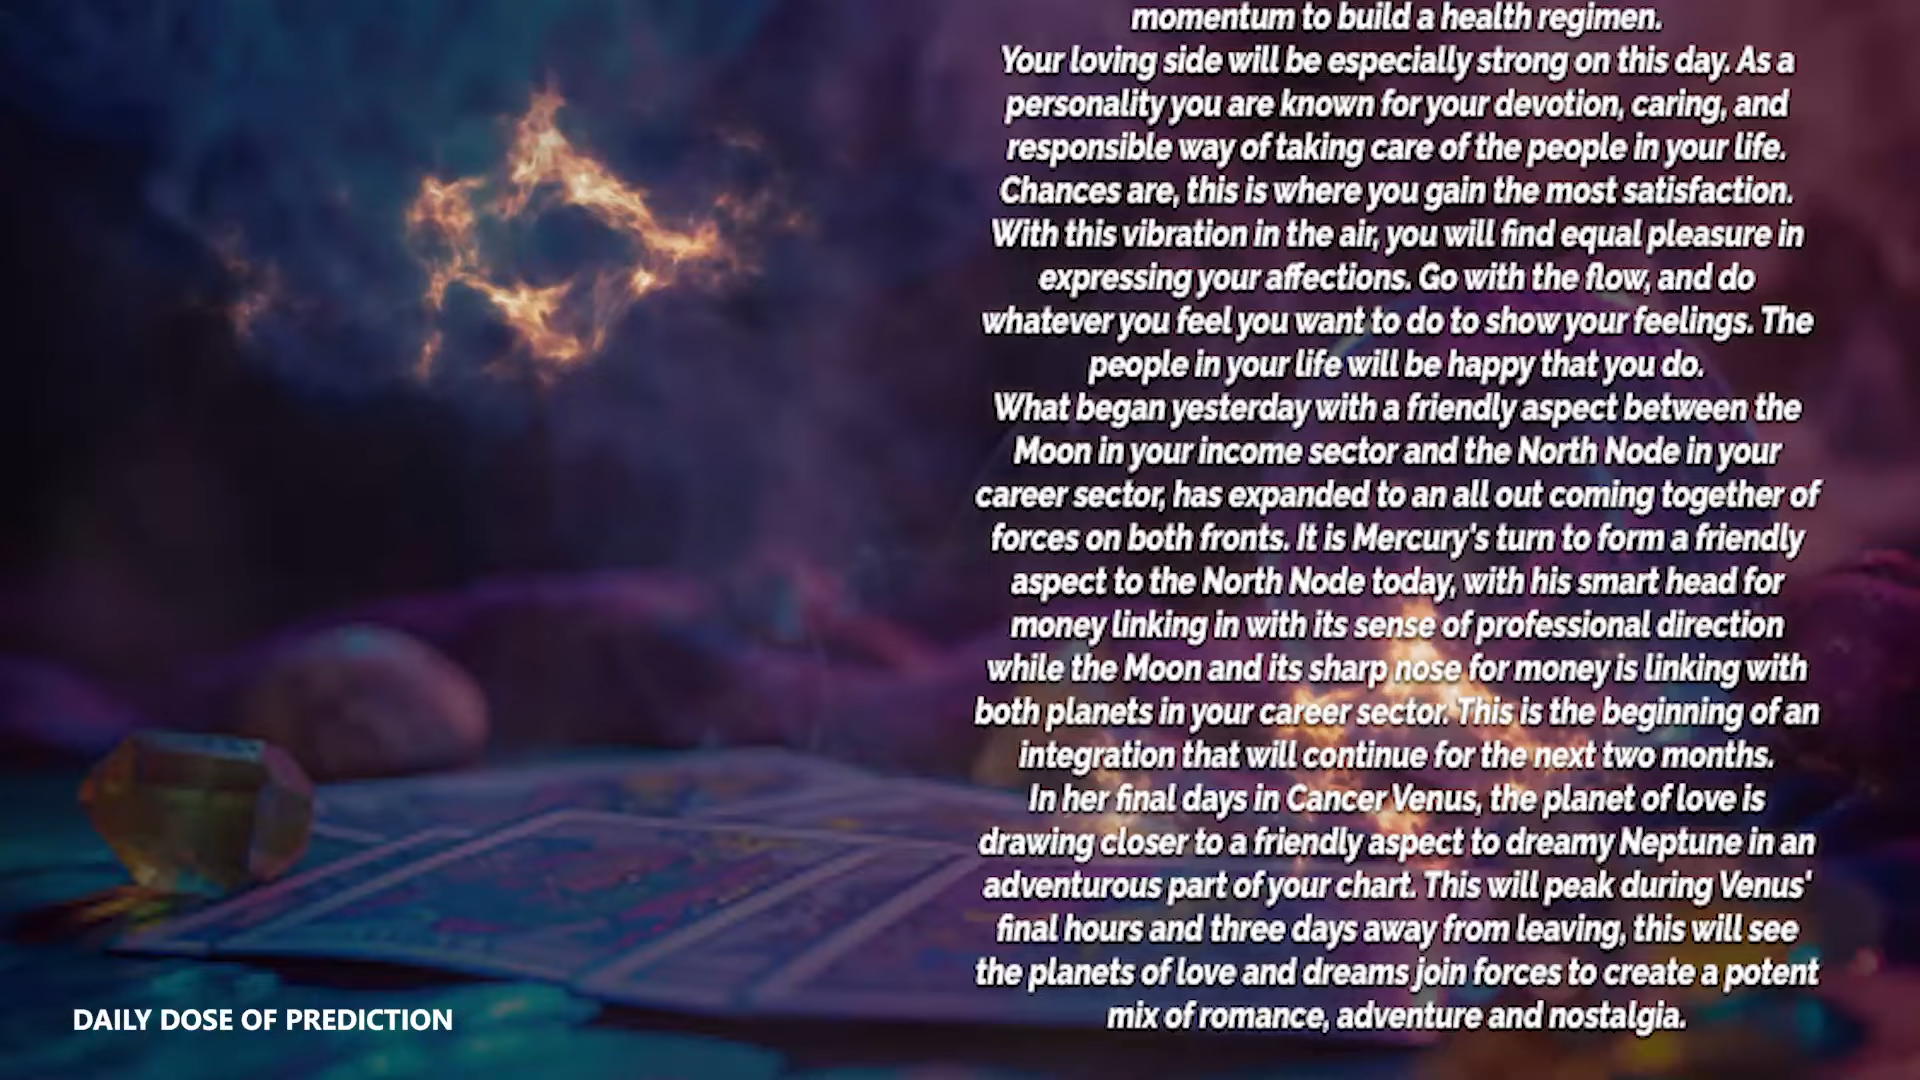 momentum to build a health regimen.
Your loving side will be especially strong on this day. As a
personality you are known for your devotion, caring, and
responsible way of taking care of the people in your life.
Chances are, this is where you gain the most satisfaction.
With this vibration in the air, you will find equal pleasure in
expressing your affections. Go with the flow, and do
whatever you feel you want to do to show your feelings. The
people in your life will be happy that you do.
What began yesterday with a friendly aspect between the
Moon in your income sector and the North Node in your
career sector, has expanded to an all out coming together of
forces on both fronts. It is Mercury's turn to form a friendly
aspect to the North Node today, with his smart head for
money linking in with its sense of professional direction
while the Moon and its sharp nose for money is linking with
both planets in your career sector. This is the beginning of an
integration that will continue for the next two months.
In her final days in Cancer Venus, the planet of love is
drawing closer to a friendly aspect to dreamy Neptune in an
adventurous part of your chart. This will peak during Venus'
final hours and three days away from leaving, this will see
the planets of love and dreams join forces to create a potent
mix of romance, adventure and nostalgia.
DAILY DOSE OF PREDICTION